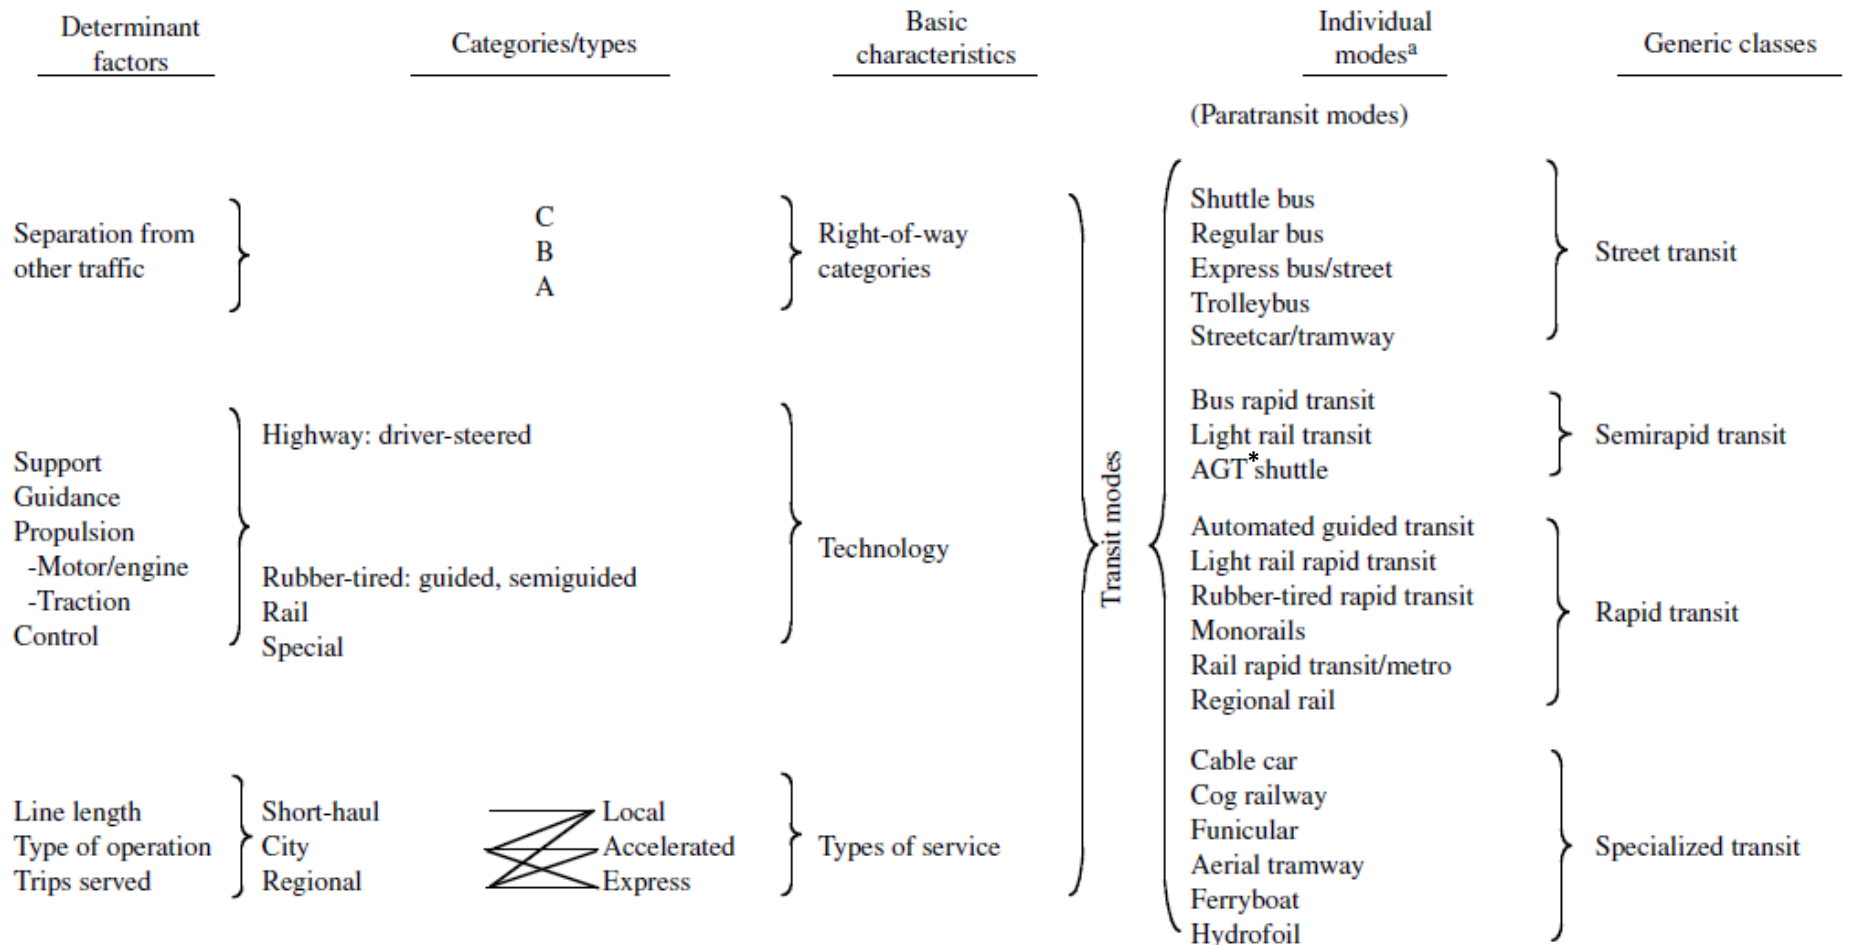 Determinant
factors
Categories/types
Basic
characteristics
Individual
modesª
Generic classes
(Paratransit modes)
Separation from
other traffic
C
B
A
Right-of-way
categories
Shuttle bus
Regular bus
Express bus/street
Trolleybus
Streetcar/tramway
Street transit
Support
Guidance
Propulsion
-Motor/engine
-Traction
Control
Highway: driver-steered
Rubber-tired: guided, semiguided
Rail
Special
Technology
Transit modes
Bus rapid transit
Light rail transit
AGT*shuttle
Semirapid transit
Automated guided transit
Light rail rapid transit
Rubber-tired rapid transit
Monorails
Rail rapid transit/metro
Regional rail
Rapid transit
Line length
Type of operation
Trips served
Short-haul
City
Regional
Local
Accelerated
Express
Types of service
Cable car
Cog railway
Funicular
Aerial tramway
Ferryboat
Hydrofoil
Specialized transit